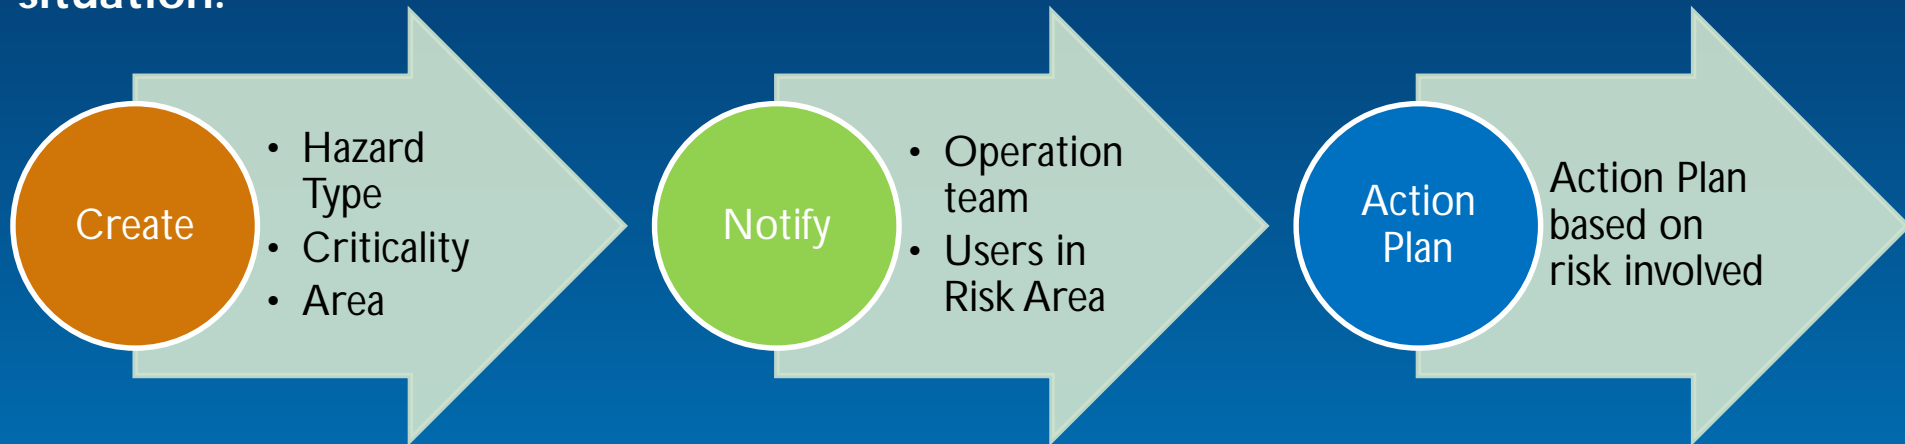 situation.
Create
• Hazard
Type
• Criticality
• Area
Notify
• Operation
team
• Users in
Risk Area
Action
Plan
Action Plan
based on
risk involved